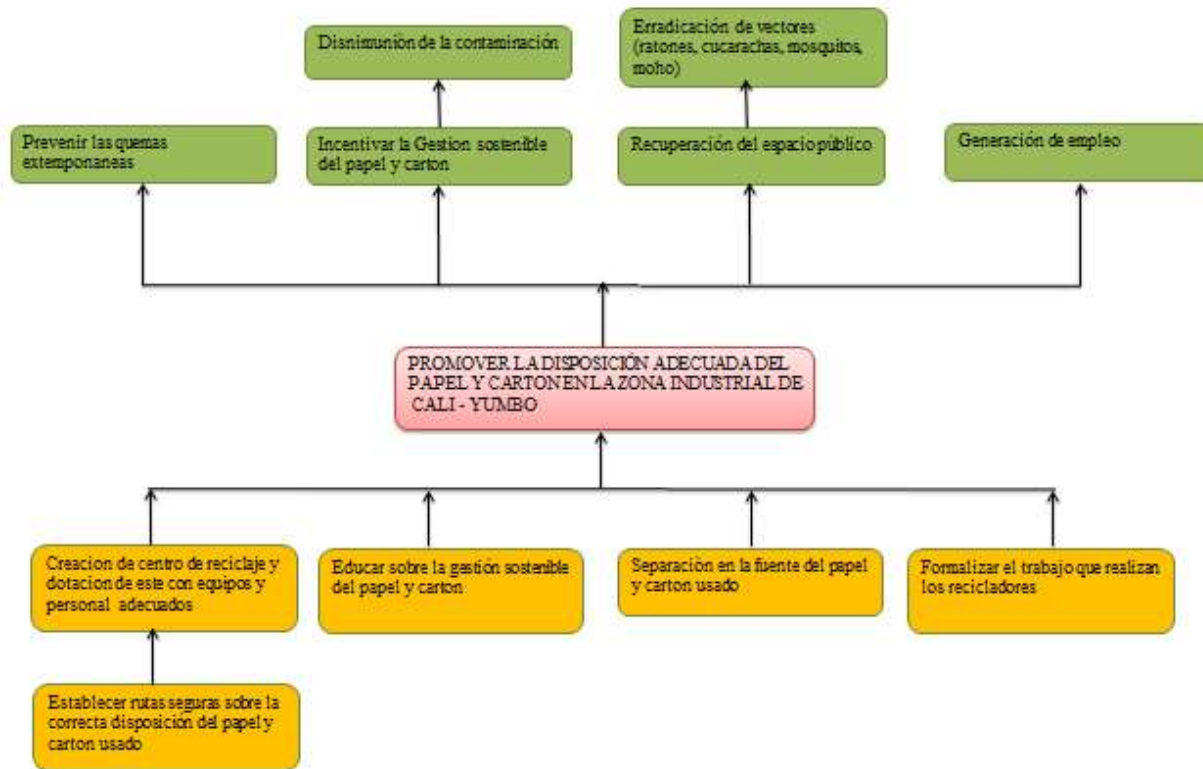 Disnimunión de la contaminación
Erradicación de vectores
(ratones, cucarachas, mosquitos,
moho)
Prevenir las quemas
extemporaneas
Incentivar la Gestion sostenible
del papel y carton
Recuperación del espacio público
Generación de empleo
PROMOVER LA DISPOSICIÓN ADECUADA DEL
PAPEL Y CARTON EN LA ZONA INDUSTRIAL DE
CALI - YUMBO
Creacion de centro de reciclaje y
dotación de este con equipos y
personal adecuados
Educar sobre la gestión sostenible
del papel y carton
Separación en la fuente del papel
y carton usado
Formalizar el trabajo que realizan
los recicladores
Establecer rutas seguras sobre la
correcta disposición del papel y
carton usado